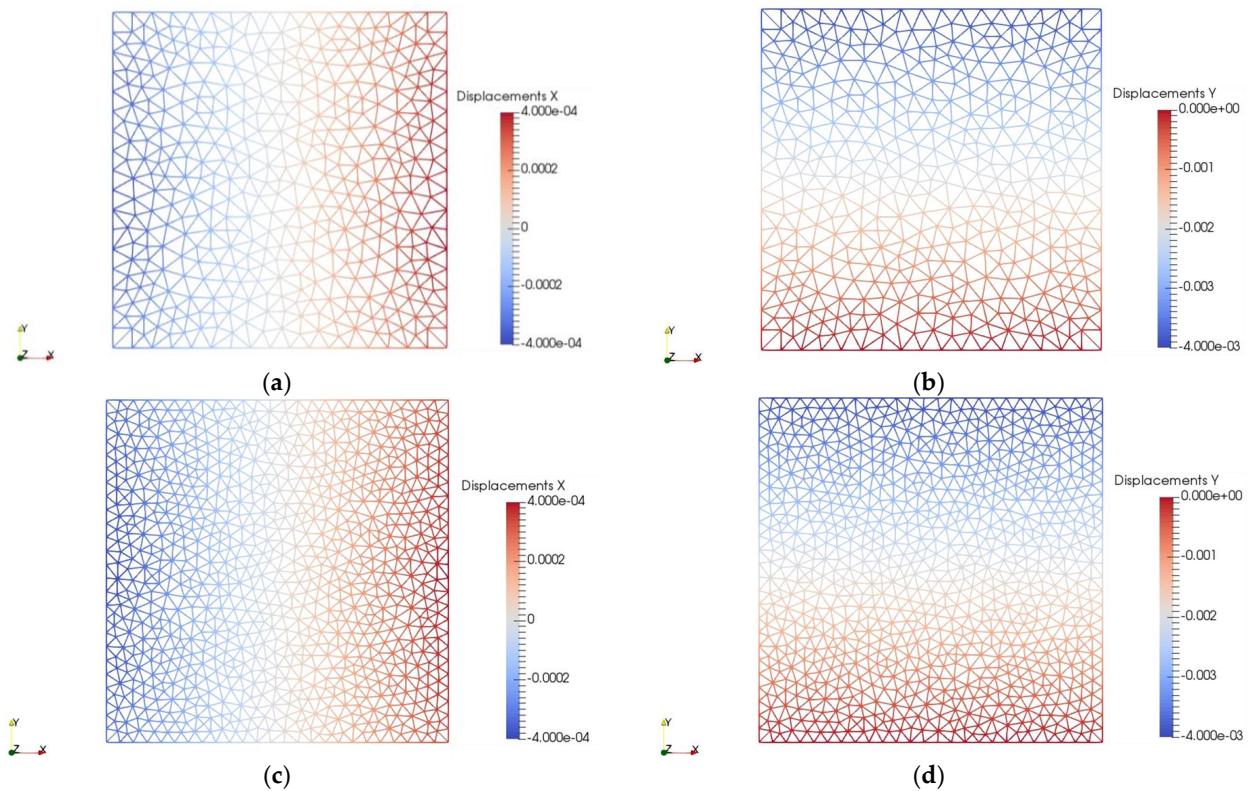 Displacements X
4.000e-04
0.0002
0
-0.0002
-4.000e-04
Y
Z X
(a)
Displacements Y
0.000e+00
-0.001
-0.002
-0.003
-4.000e-03
Y
Z X
(b)
Displacements X
4.000e-04
0.0002
0
-0.0002
-4.000e-04
Y
Z X
(c)
Displacements Y
0.000e+00
-0.001
-0.002
-0.003
-4.000e-03
Y
Z X
(d)